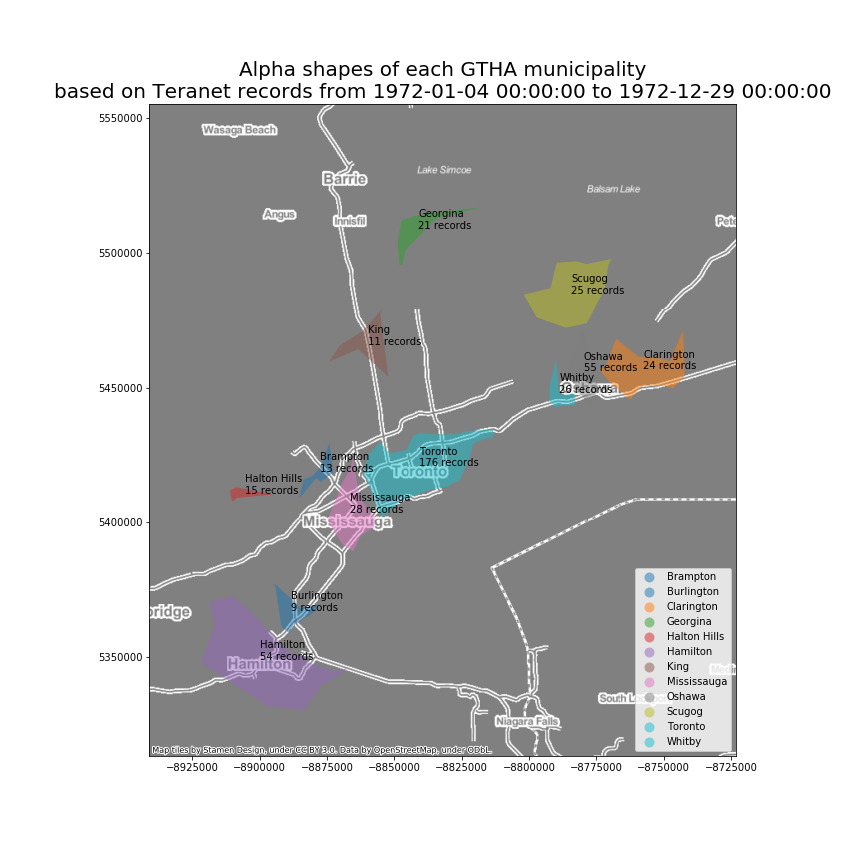 Alpha shapes of each GTHA municipality
based on Teranet records from 1972-01-04 00:00:00 to 1972-12-29 00:00:00
5550000
5500000
5450000
5400000
5350000
Wasaga Beach
Barrie
Lake Simcoe
Balsam Lake
Angus
Innisfil
Georgina
21 records
Scugog
25 records
King
11 records
Oshawa
55 records
Clarington
24 records
Whitby
26 records
Brampton
13 records
Toronto
176 records
Toronto
Halton Hills
15 records
Mississauga
28 records
Mississauga
Burlington
9 records
Hamilton
54 records
Hamilton
Niagara Falls
Brampton
Burlington
Clarington
Georgina
Halton Hills
Hamilton
King
Mississauga
Oshawa
Scugog
Toronto
Whitby
Map tiles by Stamen Design, under CC BY 3.0. Data by OpenStreetMap, under ODbL.
−8925000 −8900000 −8875000 −8850000 −8825000 −8800000 −8775000 −8750000 −8725000